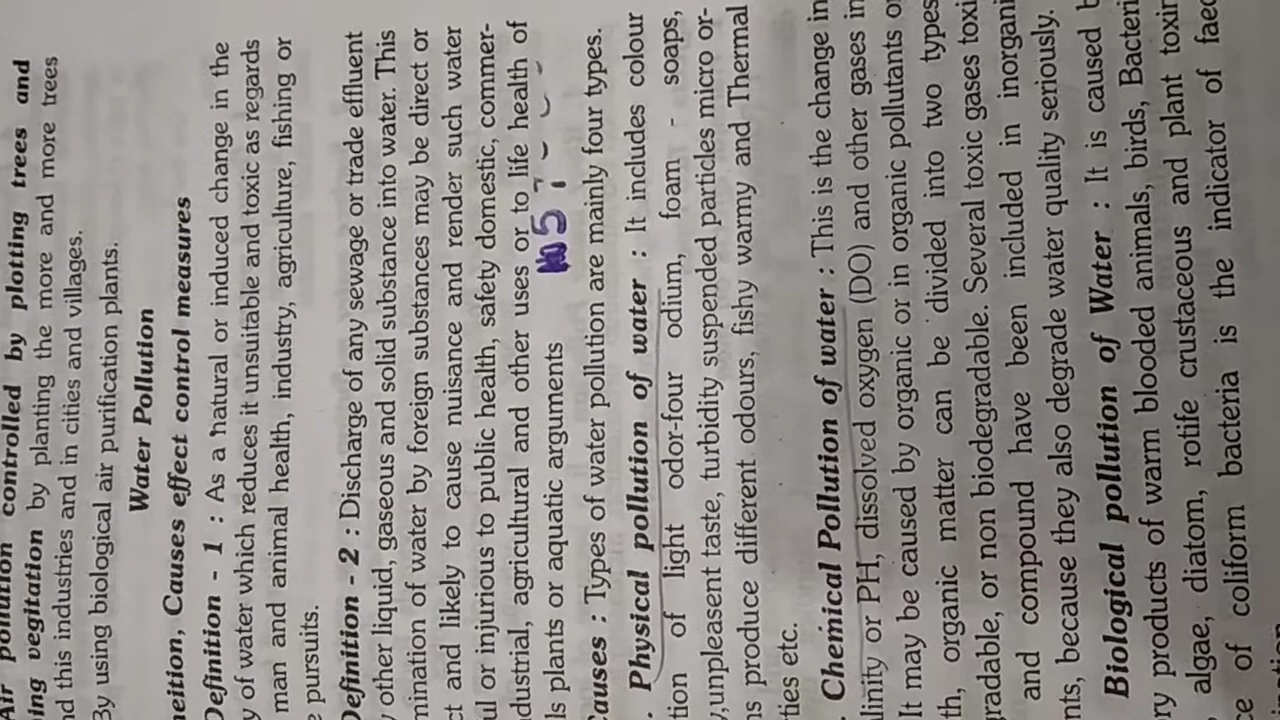 Air pollution controlled by plotting trees and
ing vegitation by planting the more and more trees
nd this industries and in cities and villages.
By using biological air purification plants.
Water Pollution
neition, Causes effect control measures
Definition - 1 : As a natural or induced change in the
y of water which reduces it unsuitable and toxic as regards
man and animal health, industry, agriculture, fishing or
e pursuits.
Definition - 2 : Discharge of any sewage or trade effluent
y other liquid, gaseous and solid substance into water. This
mination of water by foreign substances may be direct or
ct and likely to cause nuisance and render such water
ul or injurious to public health, safety domestic, commer-
ndustrial, agricultural and other uses or to life health of
ls plants or aquatic arguments
5
Causes : Types of water pollution are mainly four types.
. Physical pollution of water : It includes colour
tion of light odor-four odium, foam - soaps,
y,unpleasent taste, turbidity suspended particles micro or-
ns produce different odours, fishy warmy and Thermal
ties etc.
. Chemical Pollution of water : This is the change in
linity or PH, dissolved oxygen (DO) and other gases in
It may be caused by organic or in organic pollutants or
th, organic matter can be divided into two types
gradable, or non biodegradable. Several toxic gases toxi
and compound have been included in inorgani
nts, because they also degrade water quality seriously.
Biological pollution of Water : It is caused b
ry products of warm blooded animals, birds, Bacteri
algae, diatom, rotife crustaceous and plant toxin
ce of coliform bacteria is the indicator of faec